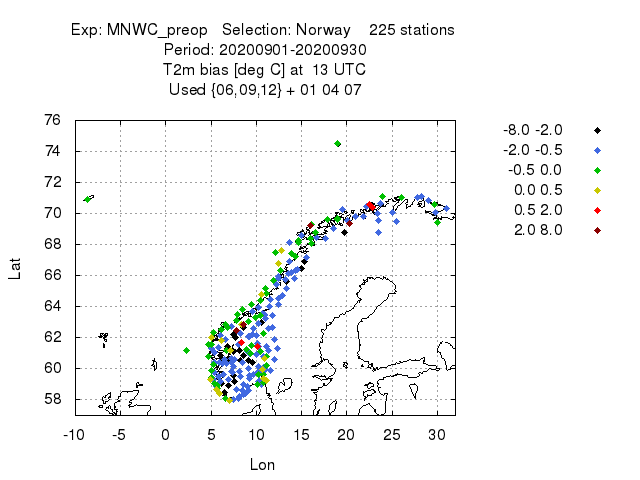 Exp: MNWC_preop   Selection: Norway    225 stations
Period: 20200901-20200930
T2m bias [deg C] at  13 UTC
Used {06,09,12} + 01 04 07
76
74
72
70
68
66
64
62
60
58
-10 -5 0 5 10 15 20 25 30
Lat
Lon
-8.0 -2.0
-2.0 -0.5
-0.5 0.0
0.0 0.5
0.5 2.0
2.0 8.0